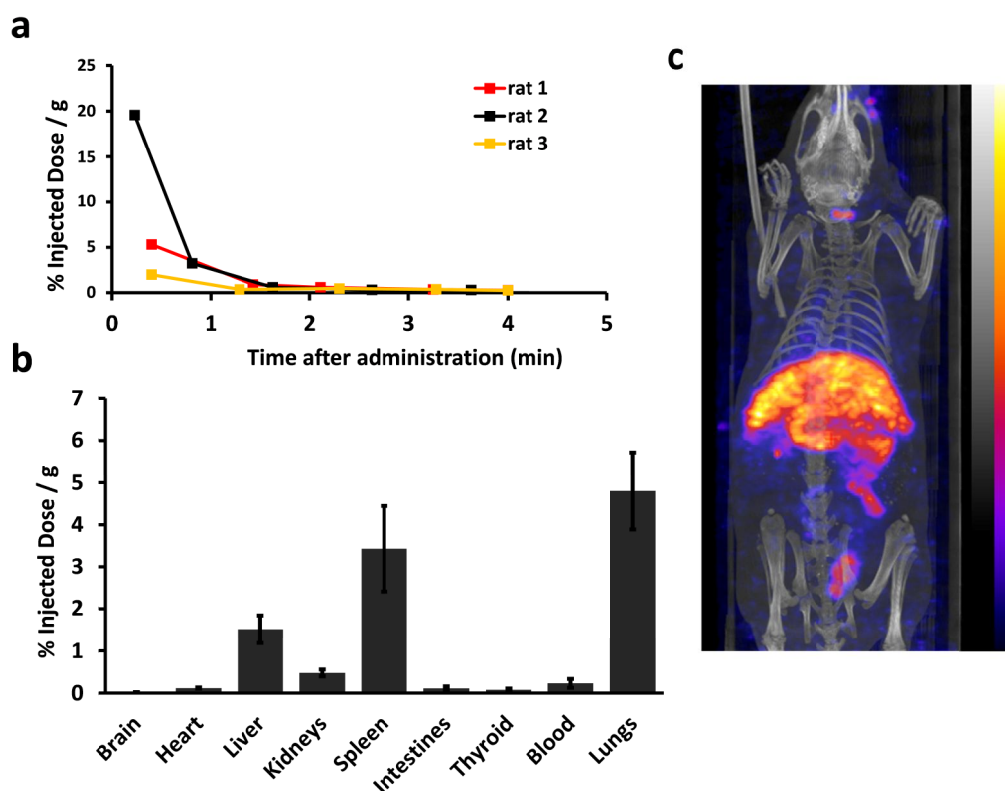 a
25
20
15
10
5
0
% Injected Dose / g
rat 1
rat 2
rat 3
0 1 2 3 4 5
Time after administration (min)
b
7
6
5
4
3
2
1
0
% Injected Dose / g
Brain
Heart
Liver
Kidneys
Spleen
Intestines
Thyroid
Blood
Lungs
c